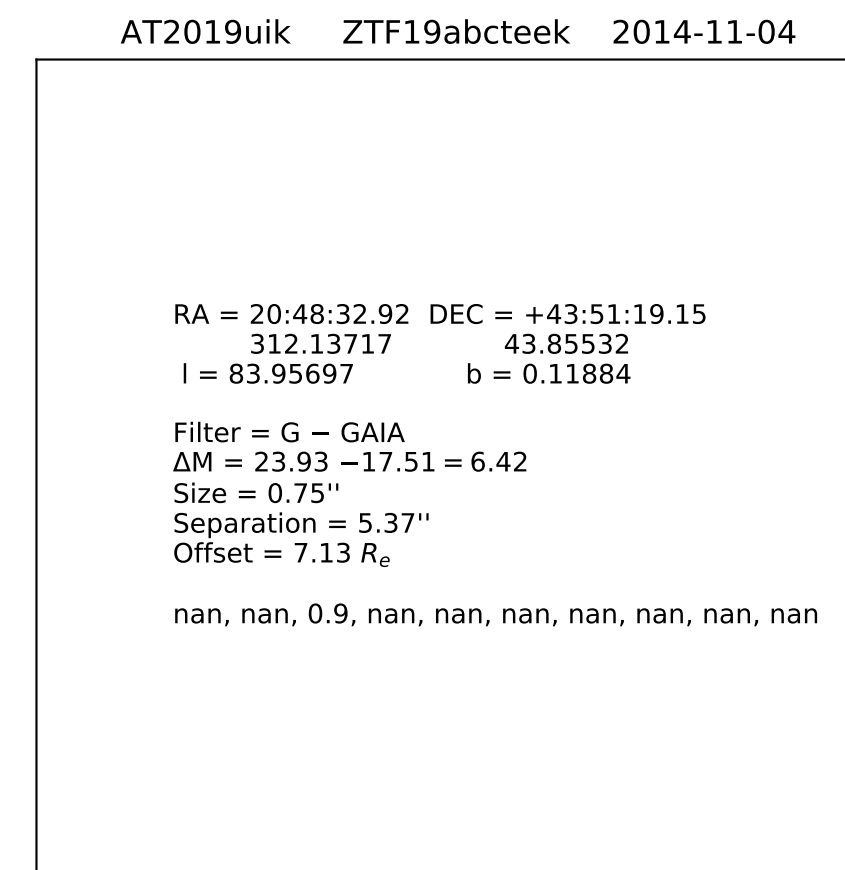 AT2019uik ZTF19abcteek 2014-11-04
RA = 20:48:32.92 DEC = +43:51:19.15
312.13717 43.85532
l = 83.95697 b = 0.11884
Filter = G − GAIA
ΔM = 23.93 −17.51 = 6.42
Size = 0.75''
Separation = 5.37''
Offset = 7.13 Re
nan, nan, 0.9, nan, nan, nan, nan, nan, nan, nan